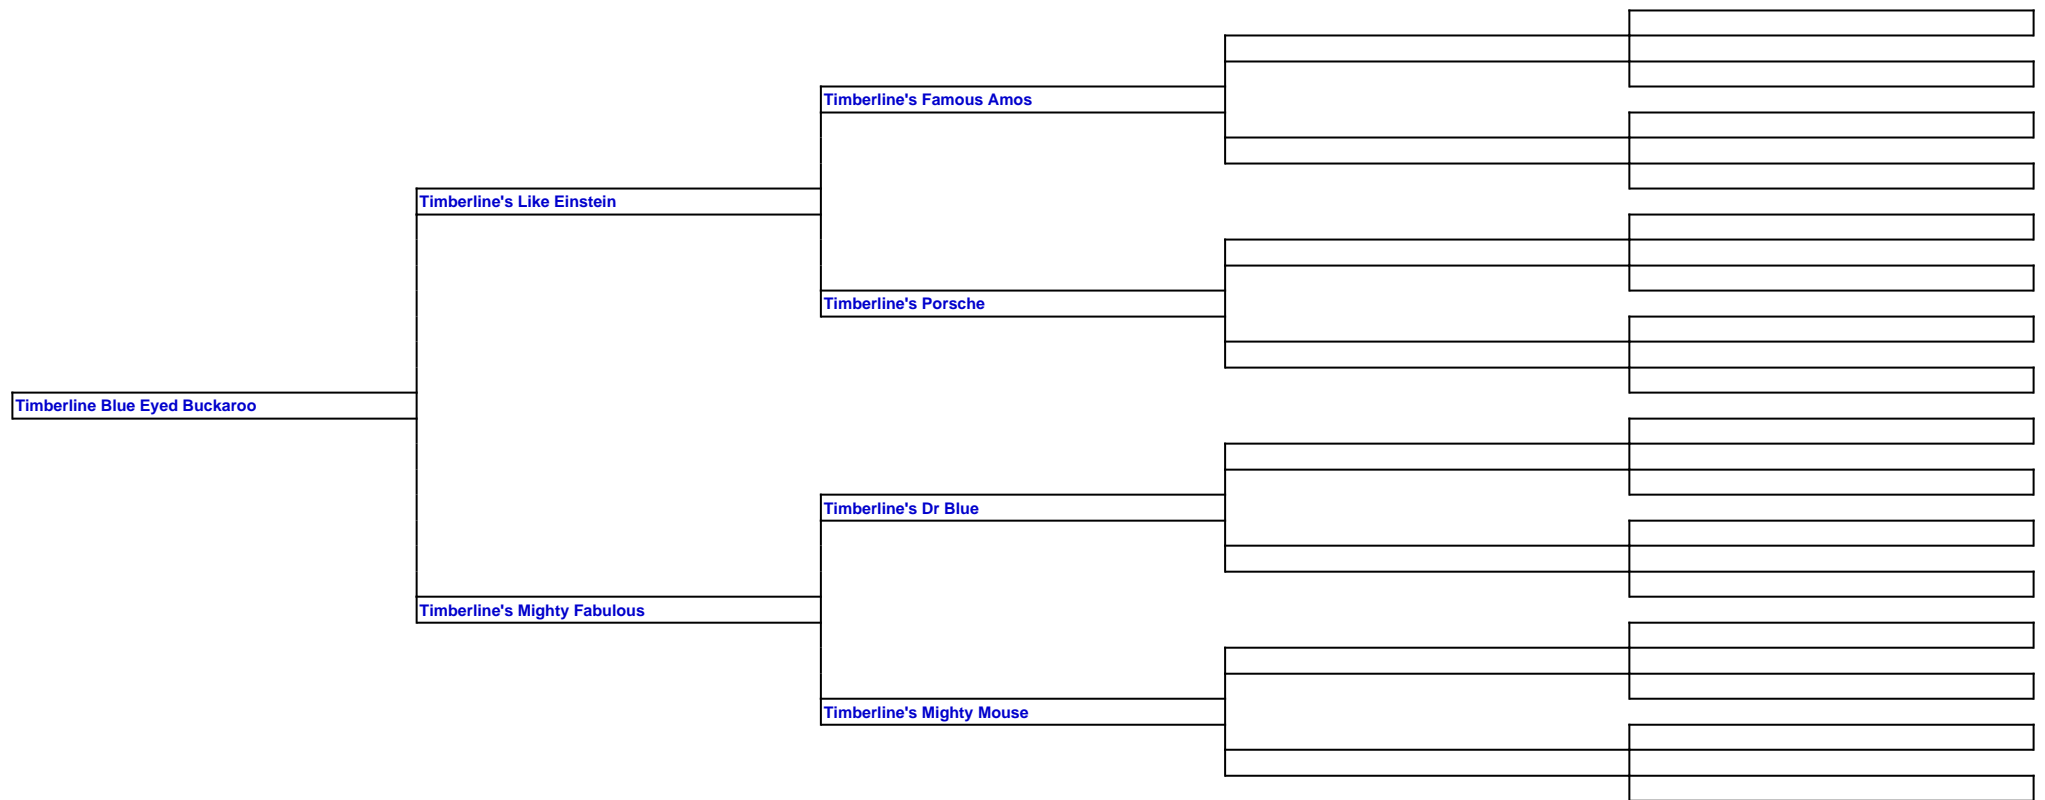 Timberline's Famous Amos
Timberline's Like Einstein
Timberline's Porsche
Timberline Blue Eyed Buckaroo
Timberline's Dr Blue
Timberline's Mighty Fabulous
Timberline's Mighty Mouse